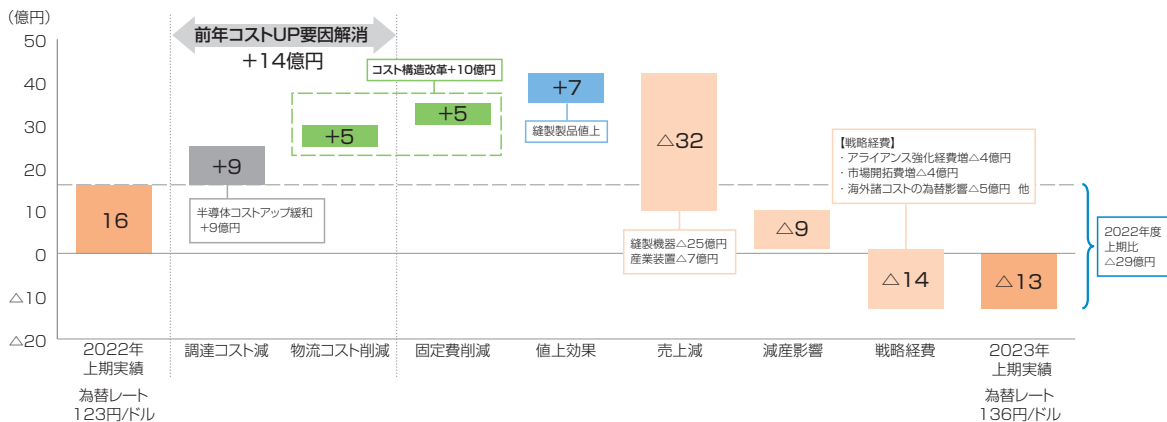 （億円）
50
40
30
20
10
0
△10
△20
前年コストUP要因解消
+14億円
コスト構造改革+10億円
16
+9
半導体コストアップ緩和
+9億円
+5
+5
+7
縫製製品値上
△32
縫製機器△25億円
産業装置△7億円
△9
【戦略経費】
・アライアンス強化経費増△4億円
・市場開拓費増△4億円
・海外諸コストの為替影響△5億円 他
△14
△13
2022年度
上期比
△29億円
2022年
上期実績
為替レート
123円/ドル
調達コスト減
物流コスト削減
固定費削減
値上効果
売上減
減産影響
戦略経費
2023年
上期実績
為替レート
136円/ドル